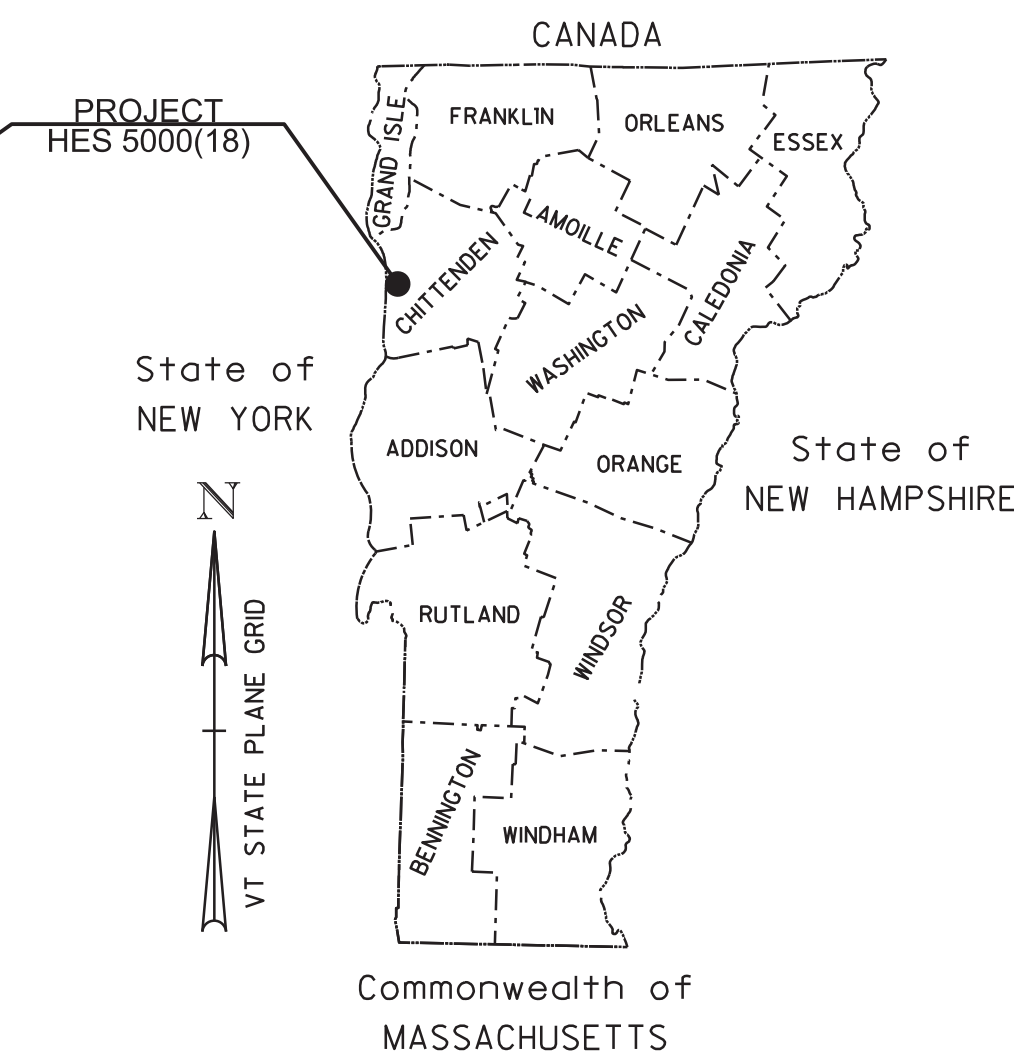 CANADA
PROJECT
HES 5000(18)
GRAND ISLE
FRANKLIN
ORLEANS
ESSEX
LAMOILLE
CHITTENDEN
CALEDONIA
WASHINGTON
State of
NEW YORK
ADDISON
ORANGE
State of
NEW HAMPSHIRE
N
VT STATE PLANE GRID
RUTLAND
WINDSOR
BENNINGTON
WINDHAM
Commonwealth of
MASSACHUSETTS